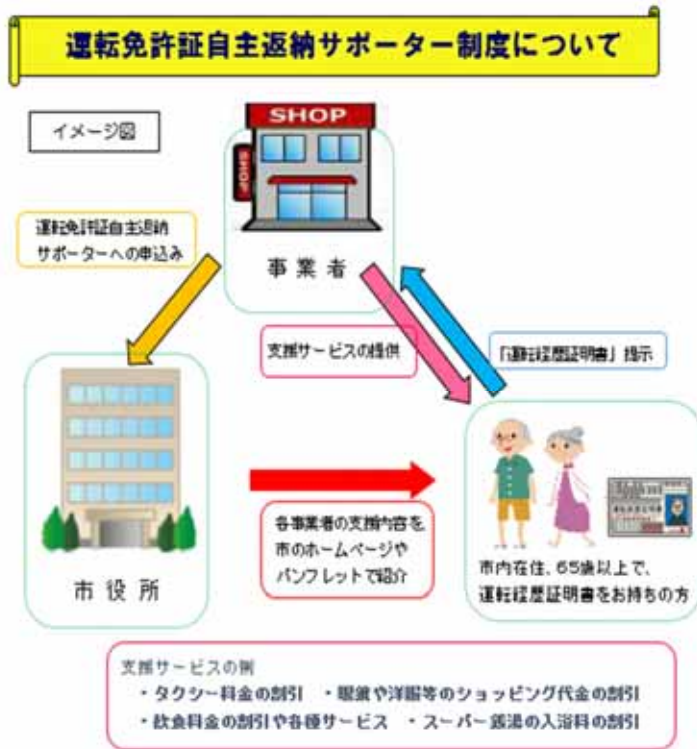 運転免許証自主返納サポーター制度について
イメージ図
SHOP
SHOP
運転免許証自主返納
サポーターへの申込み
事業者
支援サービスの提供
「運転経歴証明書」提示
各事業者の支援内容を
市のホームページや
パンフレットで紹介
市役所
運転経歴証明書
市内在住、65歳以上で、
運転経歴証明書をお持ちの方
支援サービスの例
・タクシー料金の割引 ・眼鏡や洋服等のショッピング代金の割引
・飲食料金の割引や各種サービス ・スーパー銭湯の入浴料の割引